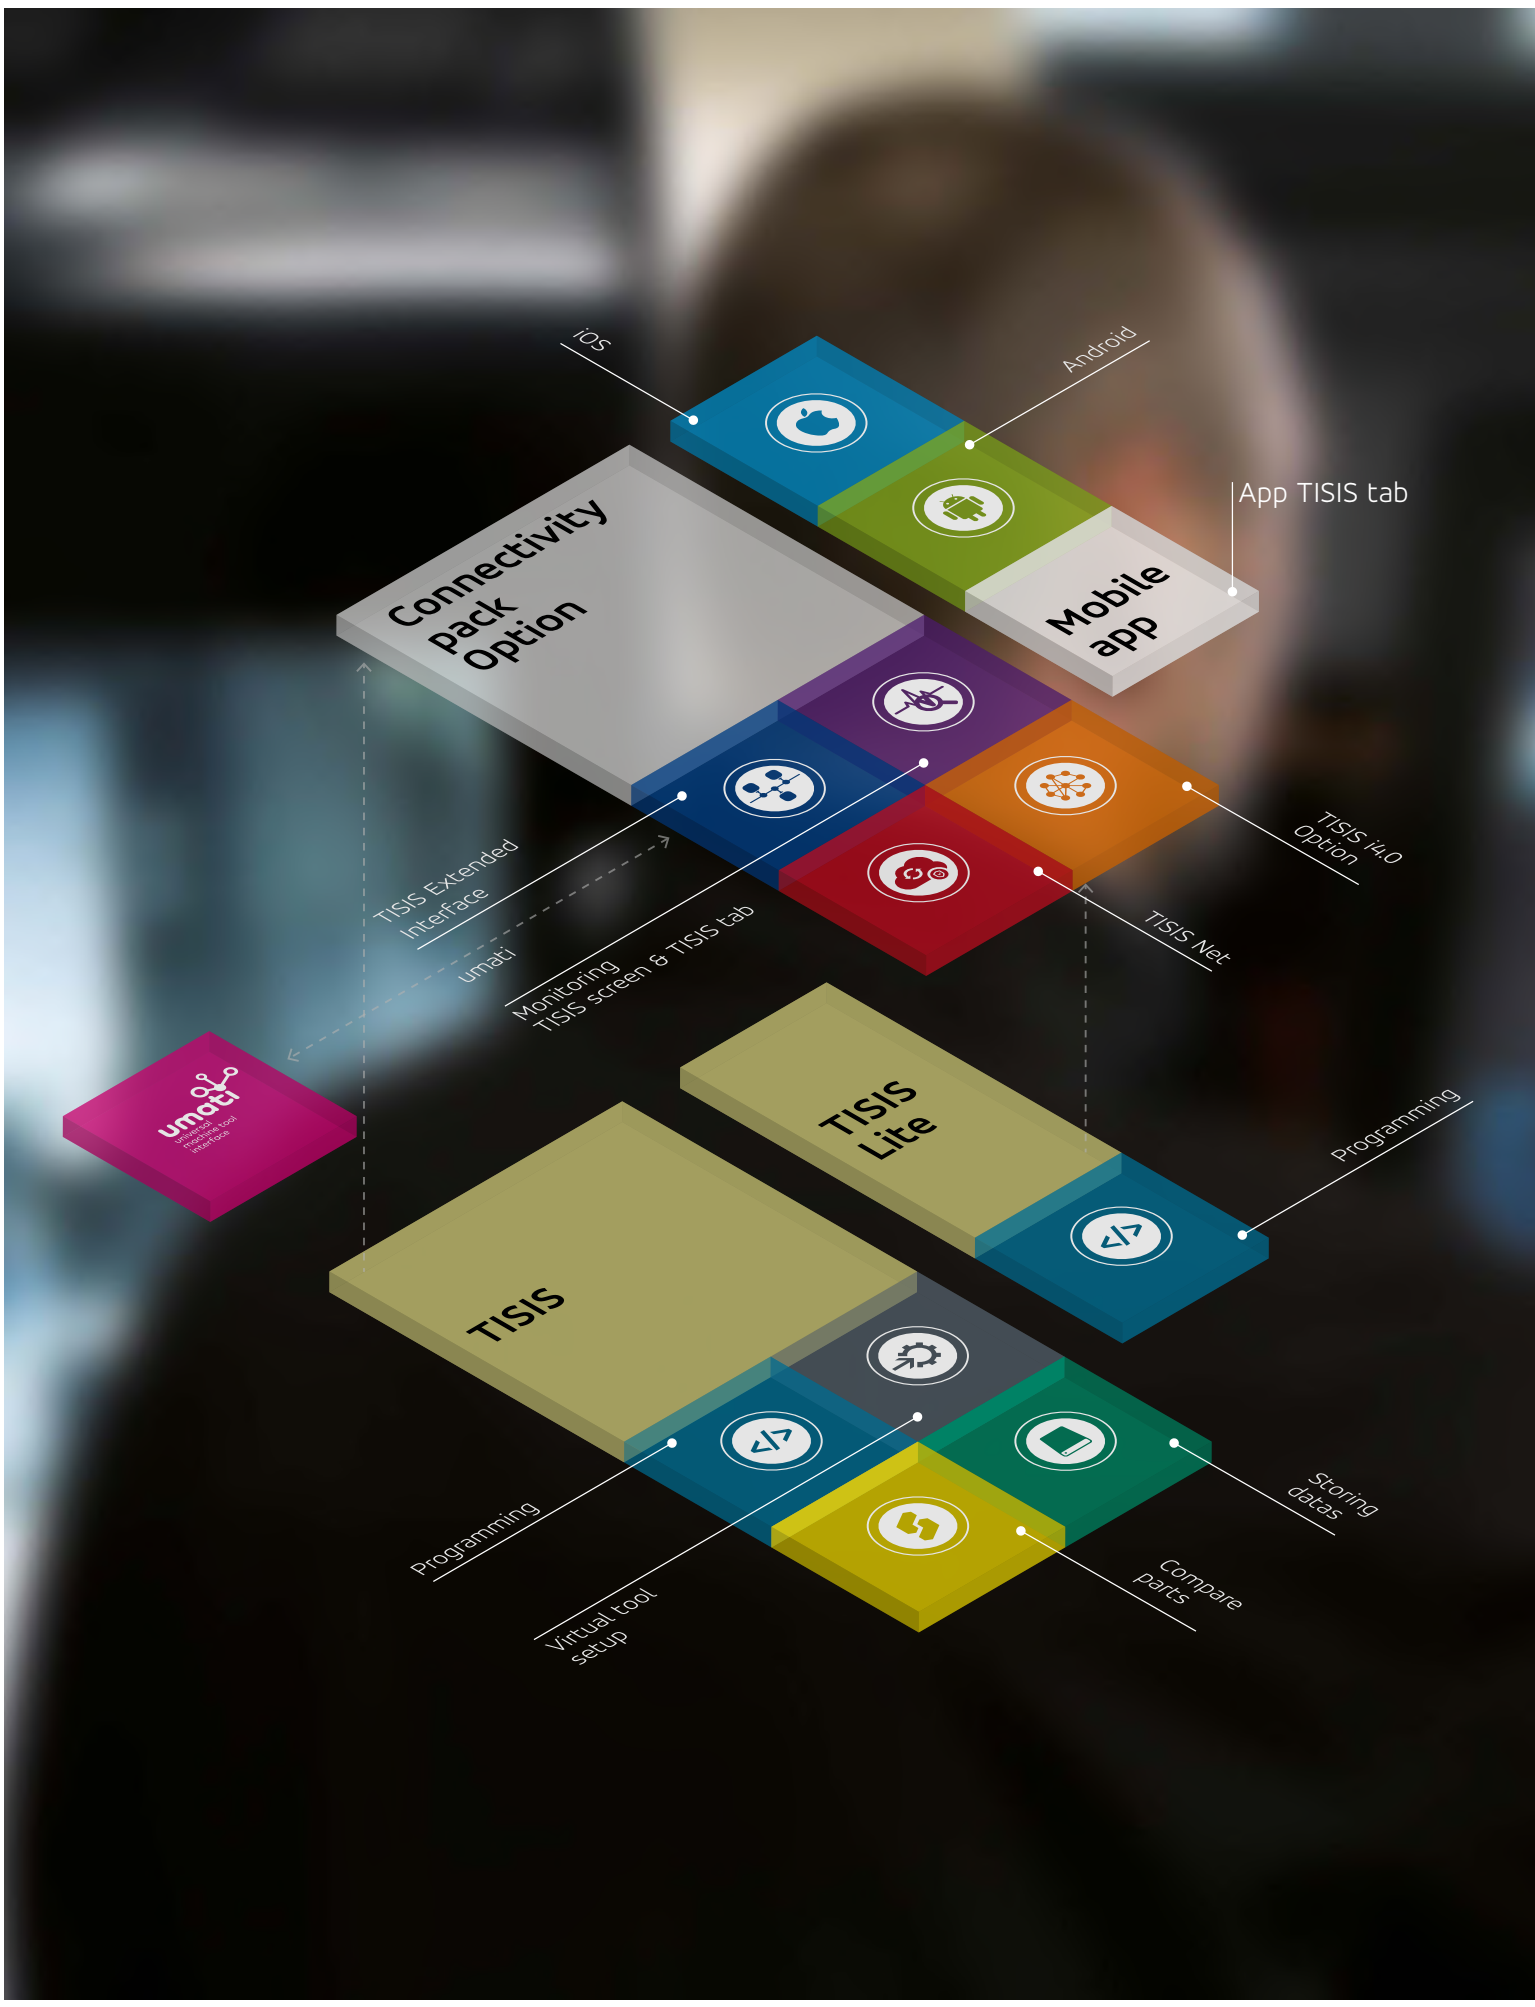 iOS
Android
App TISIS tab
Connectivity
pack
Option
Mobile
app
TISIS Extended
Interface
umati
Monitoring
TISIS screen & TISIS tab
TISIS i4.0
Option
TISIS Net
umati
universal
machine tool
interface
TISIS
Lite
Programming
TISIS
Programming
Virtual tool
setup
Storing
datas
Compare
parts